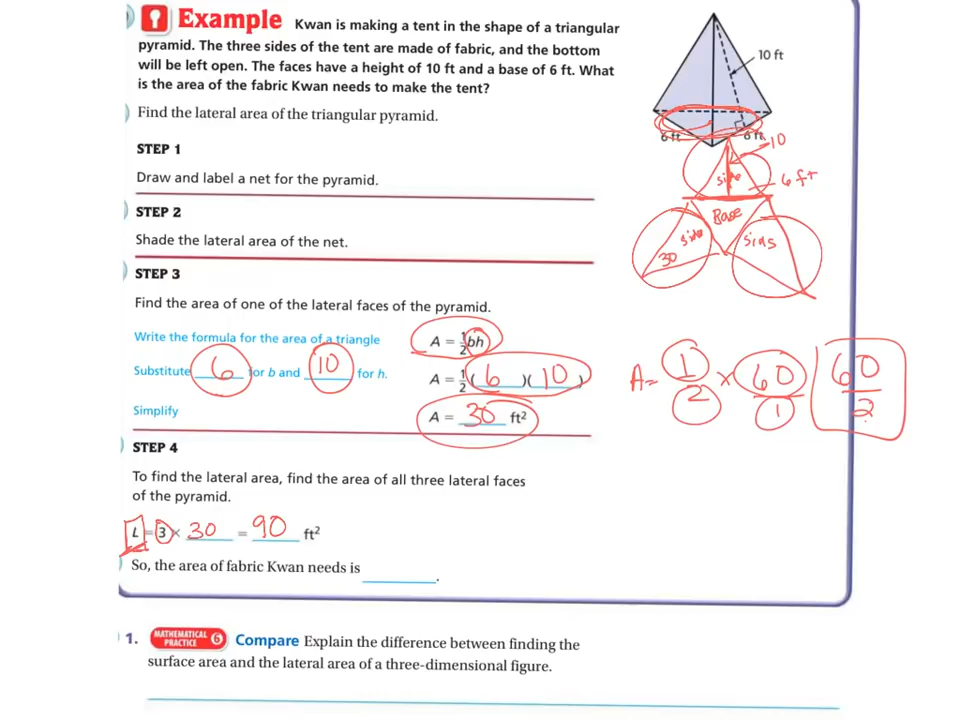 Example Kwan is making a tent in the shape of a triangular
pyramid. The three sides of the tent are made of fabric, and the bottom
will be left open. The faces have a height of 10 ft and a base of 6 ft. What
is the area of the fabric Kwan needs to make the tent?
10 ft
6 ft
6 ft
Find the lateral area of the triangular pyramid.
10
side
6 ft
Base
side
sids
30
STEP 1
Draw and label a net for the pyramid.
STEP 2
Shade the lateral area of the net.
STEP 3
Find the area of one of the lateral faces of the pyramid.
Write the formula for the area of a triangle A = 1/2 bh
Substitute 6 for b and 10 for h. A = 1/2 (6)(10)
Simplify A = 30 ft²
A = 1/2 × 60/1 60/2
STEP 4
To find the lateral area, find the area of all three lateral faces
of the pyramid.
L = 3 × 30 = 90 ft²
So, the area of fabric Kwan needs is ______.
1. MATHEMATICAL PRACTICE 6 Compare Explain the difference between finding the
surface area and the lateral area of a three-dimensional figure.